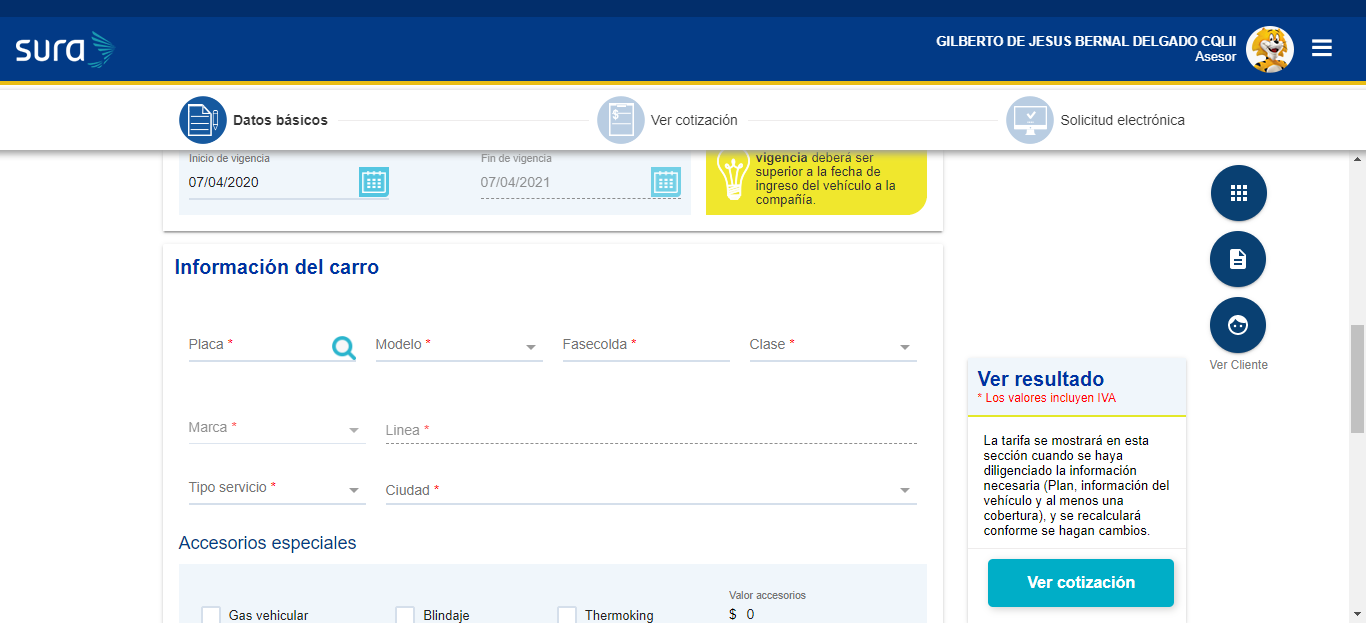 sura
GILBERTO DE JESUS BERNAL DELGADO CQLII
Asesor
Datos básicos
Ver cotización
Solicitud electrónica
Inicio de vigencia
Fin de vigencia
07/04/2020
07/04/2021
vigencia deberá ser
superior a la fecha de
ingreso del vehículo a la
compañía.
Información del carro
Placa *
Modelo *
Fasecolda *
Clase *
Marca *
Linea *
Tipo servicio *
Ciudad *
Accesorios especiales
Gas vehicular
Blindaje
Thermoking
Valor accesorios
$ 0
Ver Cliente
Ver resultado
* Los valores incluyen IVA
La tarifa se mostrará en esta
sección cuando se haya
diligenciado la información
necesaria (Plan, información del
vehículo y al menos una
cobertura), y se recalculará
conforme se hagan cambios.
Ver cotización